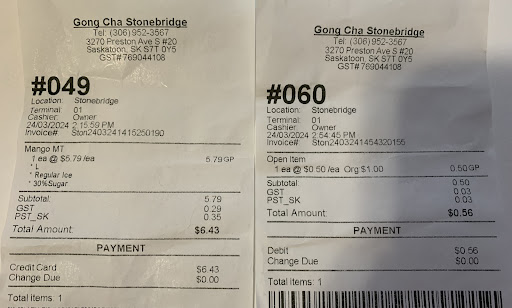 Gong Cha Stonebridge
Tel: (306)952-3567
3270 Preston Ave S #20
Saskatoon, SK S7T 0Y5
GST# 769044108
#049
Location: Stonebridge
Terminal: 01
Cashier: Owner
24/03/2024 2:15:59 PM
Invoice# Ston2403241415250190
Mango MT
1 ea @ $5.79 /ea 5.79 GP
* L
* Regular Ice
* 30%Sugar
Subtotal 5.79
GST 0.29
PST_SK 0.35
Total Amount: $6.43
PAYMENT
Credit Card $6.43
Change Due $0.00
Total Items: 1
Gong Cha Stonebridge
Tel: (306)952-3567
3270 Preston Ave S #20
Saskatoon, SK S7T 0Y5
GST# 769044108
#060
Location: Stonebridge
Terminal: 01
Cashier: Owner
24/03/2024 2:54:45 PM
Invoice# Ston2403241454320155
Open Item
1 ea @ $0.50 /ea Org $1.00 0.50 GP
Subtotal 0.50
GST 0.03
PST_SK 0.03
Total Amount: $0.56
PAYMENT
Debit $0.56
Change Due $0.00
Total Items: 1